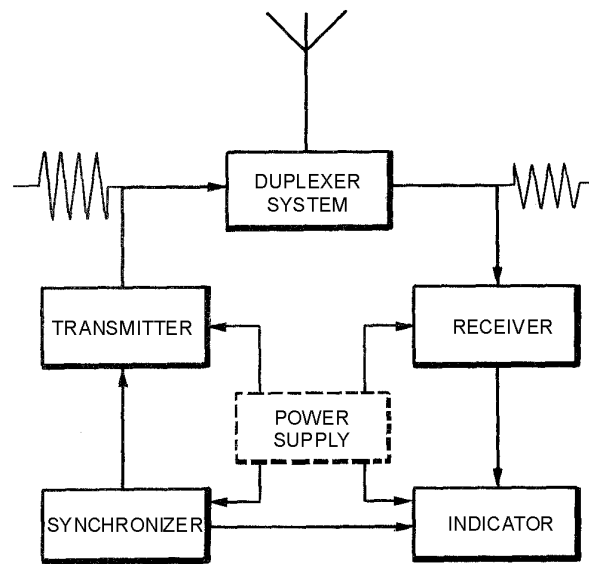 DUPLEXER
SYSTEM
TRANSMITTER
RECEIVER
POWER
SUPPLY
SYNCHRONIZER
INDICATOR